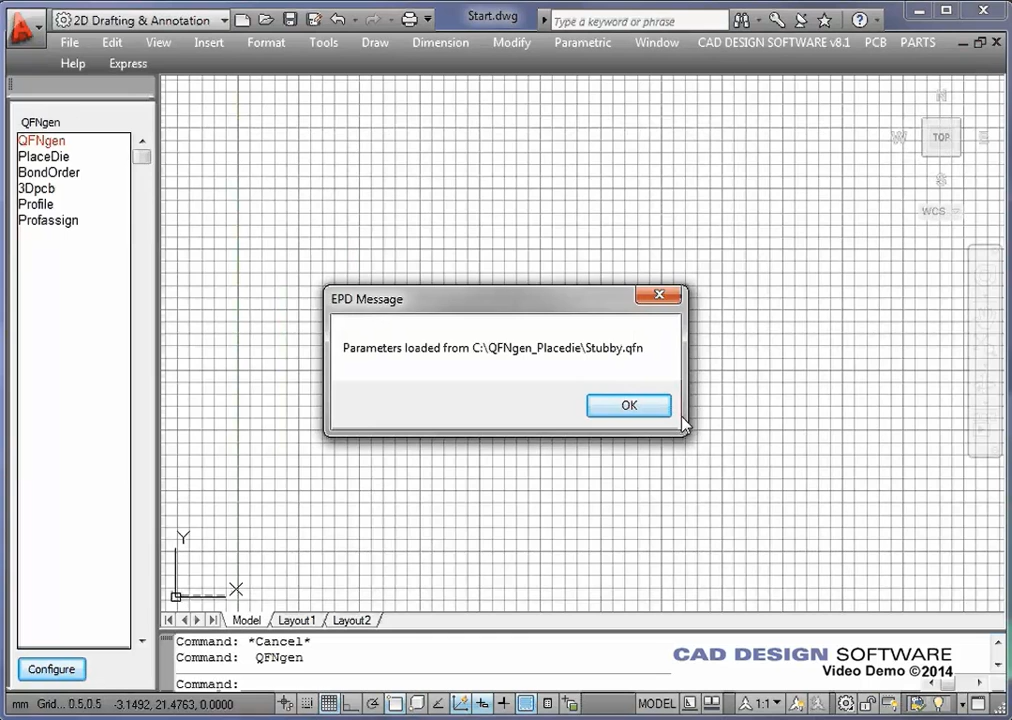 2D Drafting & Annotation
Start.dwg
Type a keyword or phrase
File Edit View Insert Format Tools Draw Dimension Modify Parametric Window CAD DESIGN SOFTWARE v8.1 PCB PARTS
Help Express
QFNgen
QFNgen
PlaceDie
BondOrder
3Dpcb
Profile
Profassign
Configure
N
W
TOP
E
S
WCS
EPD Message
Parameters loaded from C:\QFNgen_Placedie\Stubby.qfn
OK
Y
X
Model Layout1 Layout2
Command: *Cancel*
Command: QFNgen
Command:
CAD DESIGN SOFTWARE
Video Demo ©2014
mm Grid... 0.5,0.5 -3.1492, 21.4763, 0.0000
MODEL
1:1